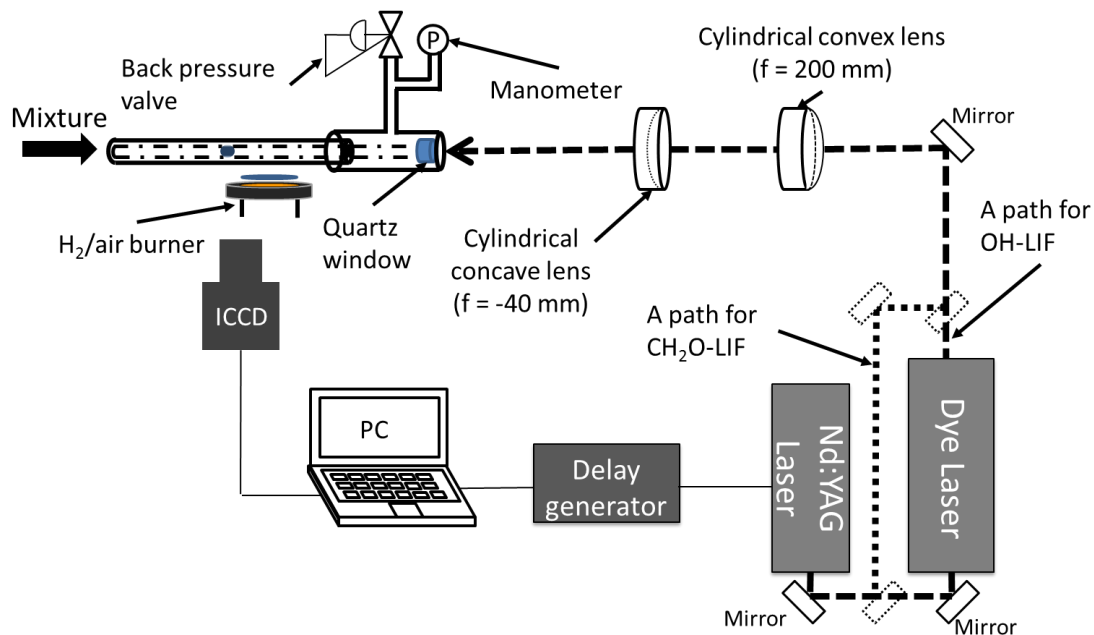 Back pressure
valve
P
Manometer
Cylindrical convex lens
(f = 200 mm)
Mirror
Mixture
H₂/air burner
Quartz
window
Cylindrical
concave lens
(f = -40 mm)
A path for
OH-LIF
ICCD
A path for
CH₂O-LIF
PC
Delay
generator
Nd:YAG
Laser
Dye Laser
Mirror
Mirror